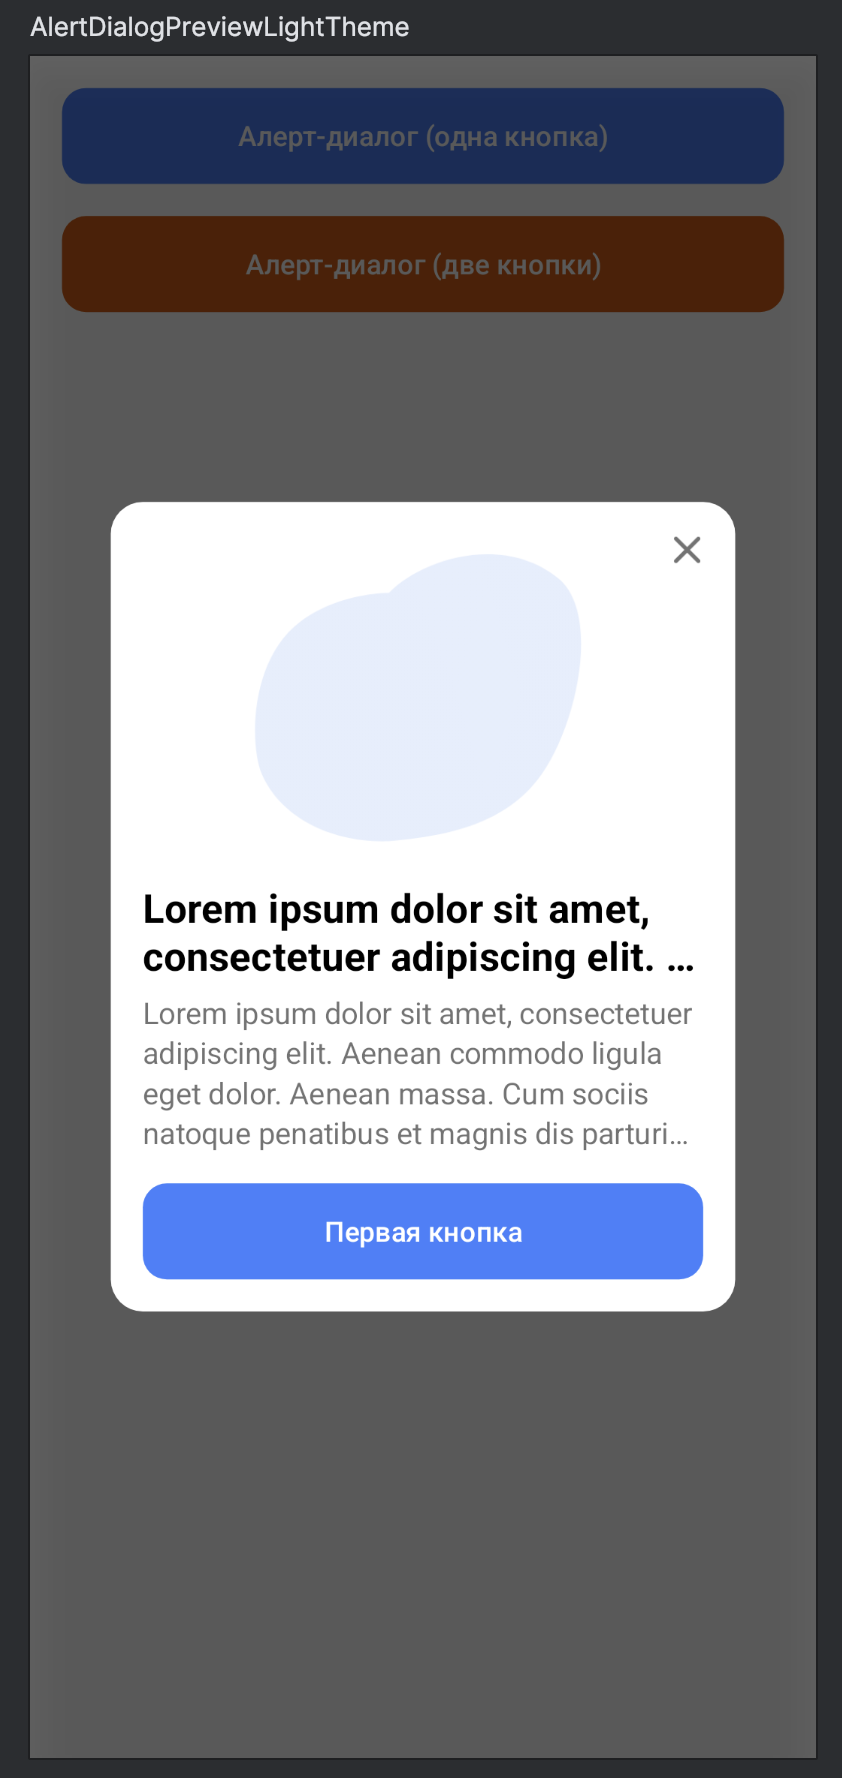 AlertDialogPreviewLightTheme
Алерт-диалог (одна кнопка)
Алерт-диалог (две кнопки)
Lorem ipsum dolor sit amet,
consectetuer adipiscing elit. …
Lorem ipsum dolor sit amet, consectetuer
adipiscing elit. Aenean commodo ligula
eget dolor. Aenean massa. Cum sociis
natoque penatibus et magnis dis parturi…
Первая кнопка